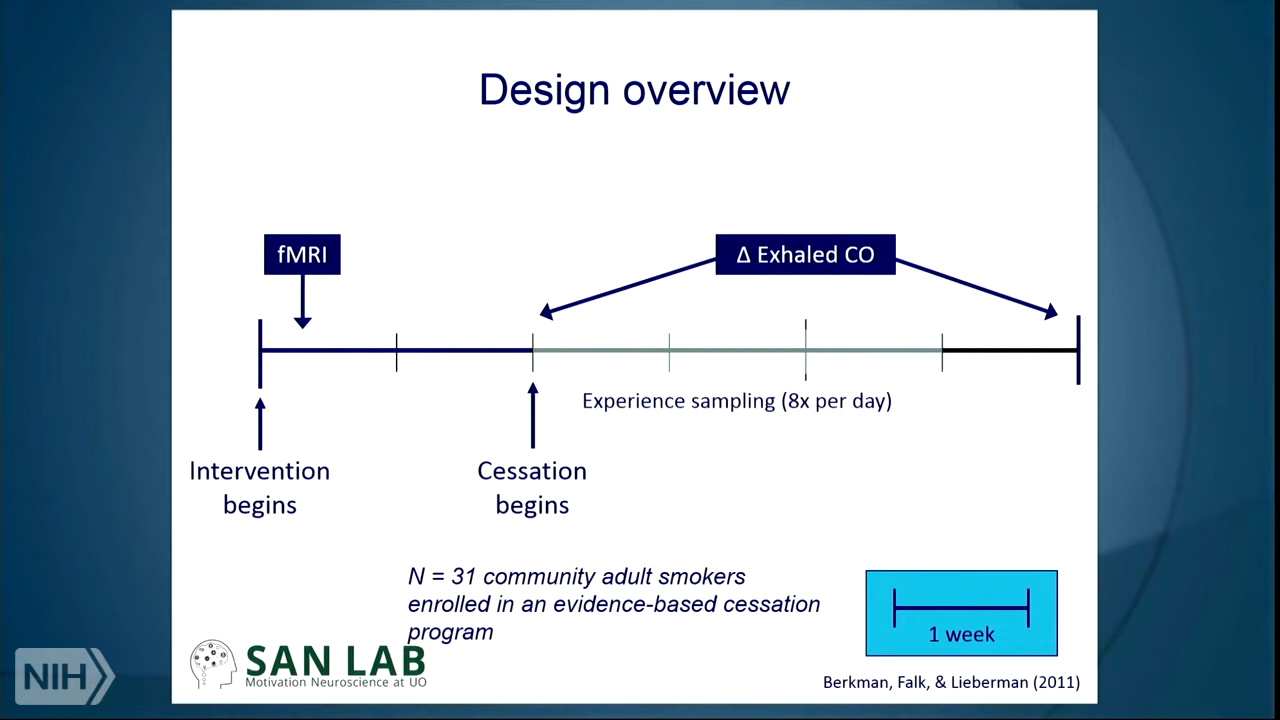 Design overview
fMRI
Δ Exhaled CO
Experience sampling (8x per day)
Intervention
begins
Cessation
begins
N = 31 community adult smokers
enrolled in an evidence-based cessation
program
1 week
SAN LAB
Motivation Neuroscience at UO
Berkman, Falk, & Lieberman (2011)
NIH